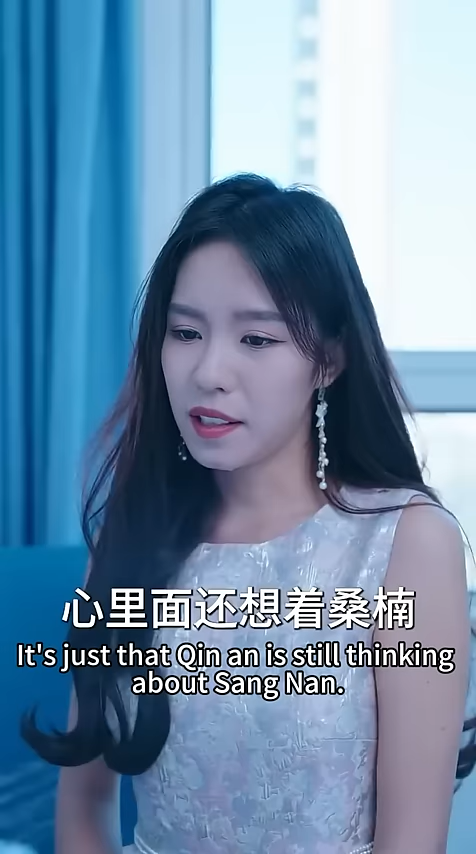 心里面还想着桑楠
It's just that Qin an is still thinking
about Sang Nan.